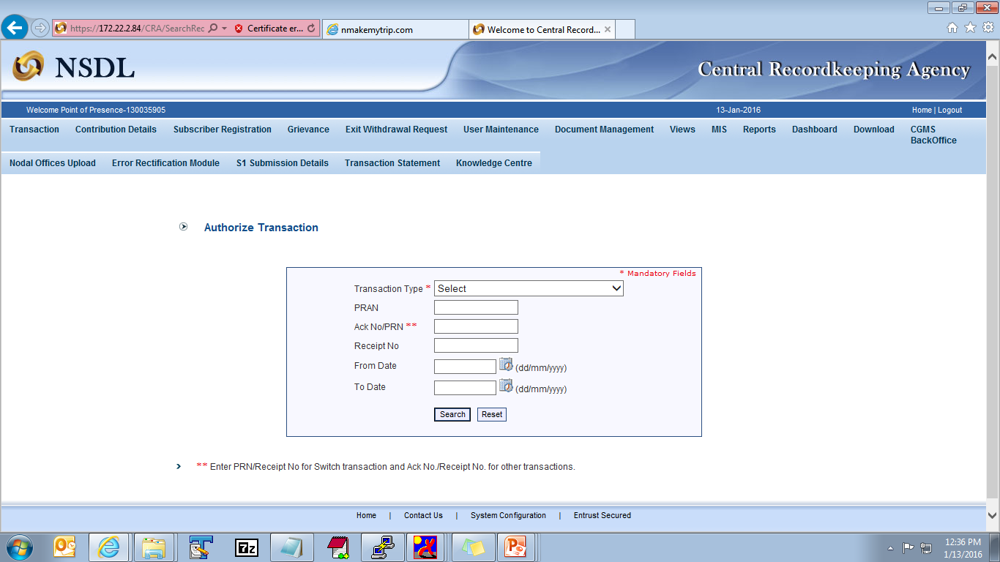 https://172.22.2.84/CRA/SearchRec
Certificate er...
nmakemytrip.com
Welcome to Central Record...
NSDL
Central Recordkeeping Agency
Welcome Point of Presence-130035905 13-Jan-2016 Home | Logout
Transaction Contribution Details Subscriber Registration Grievance Exit Withdrawal Request User Maintenance Document Management Views MIS Reports Dashboard Download CGMS
BackOffice
Nodal Offices Upload Error Rectification Module S1 Submission Details Transaction Statement Knowledge Centre
Authorize Transaction
* Mandatory Fields
Transaction Type * Select
PRAN
Ack No/PRN **
Receipt No
From Date (dd/mm/yyyy)
To Date (dd/mm/yyyy)
Search Reset
** Enter PRN/Receipt No for Switch transaction and Ack No./Receipt No. for other transactions.
Home | Contact Us | System Configuration | Entrust Secured
7z
12:36 PM
1/13/2016